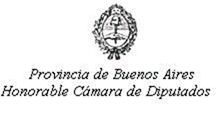 Provincia de Buenos Aires
Honorable Cámara de Diputados